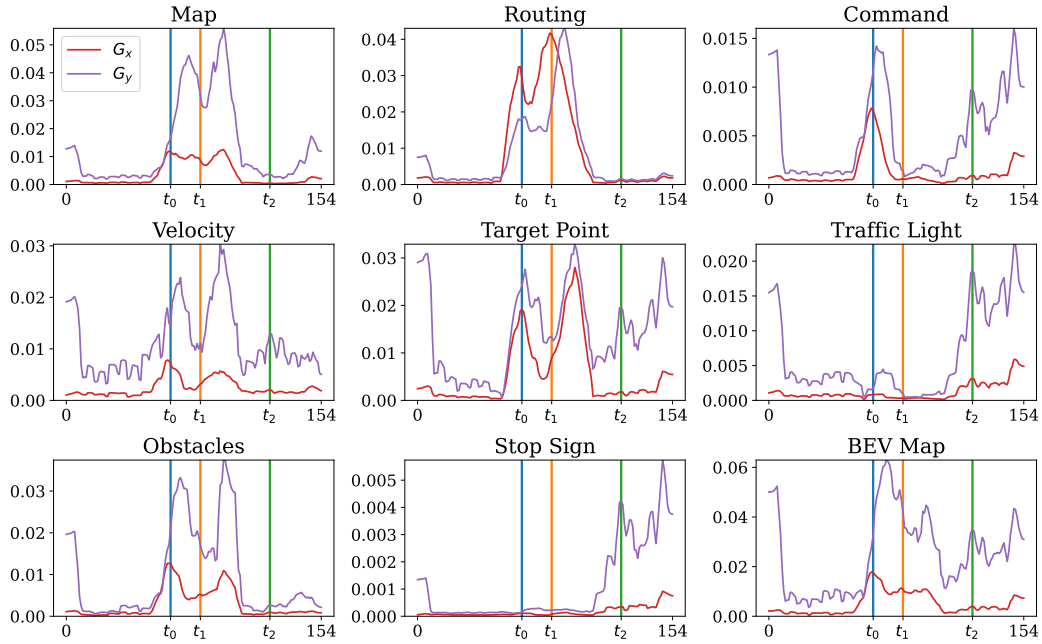 Map Routing Command
G_x
G_y
0.05 0.04 0.015
0.04
0.03 0.010
0.03
0.02
0.02 0.005
0.01
0.01
0.00 0.00 0.000
0 t_0 t_1 t_2 154 0 t_0 t_1 t_2 154 0 t_0 t_1 t_2 154
Velocity Target Point Traffic Light
0.03 0.03 0.020
0.015
0.02 0.02
0.010
0.01 0.01
0.005
0.00 0.00 0.000
0 t_0 t_1 t_2 154 0 t_0 t_1 t_2 154 0 t_0 t_1 t_2 154
Obstacles Stop Sign BEV Map
0.005 0.06
0.03 0.004
0.02 0.003 0.04
0.002
0.01 0.02
0.001
0.00 0.000 0.00
0 t_0 t_1 t_2 154 0 t_0 t_1 t_2 154 0 t_0 t_1 t_2 154